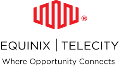 EQUINIX | TELECITY
Where Opportunity Connects